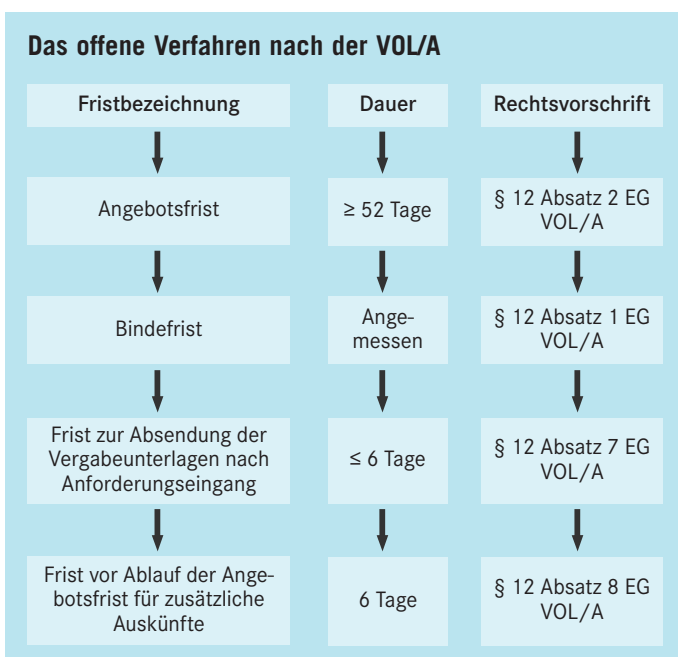 Das offene Verfahren nach der VOL/A
Fristbezeichnung
Dauer
Rechtsvorschrift
Angebotsfrist
≥ 52 Tage
§ 12 Absatz 2 EG
VOL/A
Bindefrist
Ange-
messen
§ 12 Absatz 1 EG
VOL/A
Frist zur Absendung der
Vergabeunterlagen nach
Anforderungseingang
≤ 6 Tage
§ 12 Absatz 7 EG
VOL/A
Frist vor Ablauf der Ange-
botsfrist für zusätzliche
Auskünfte
6 Tage
§ 12 Absatz 8 EG
VOL/A